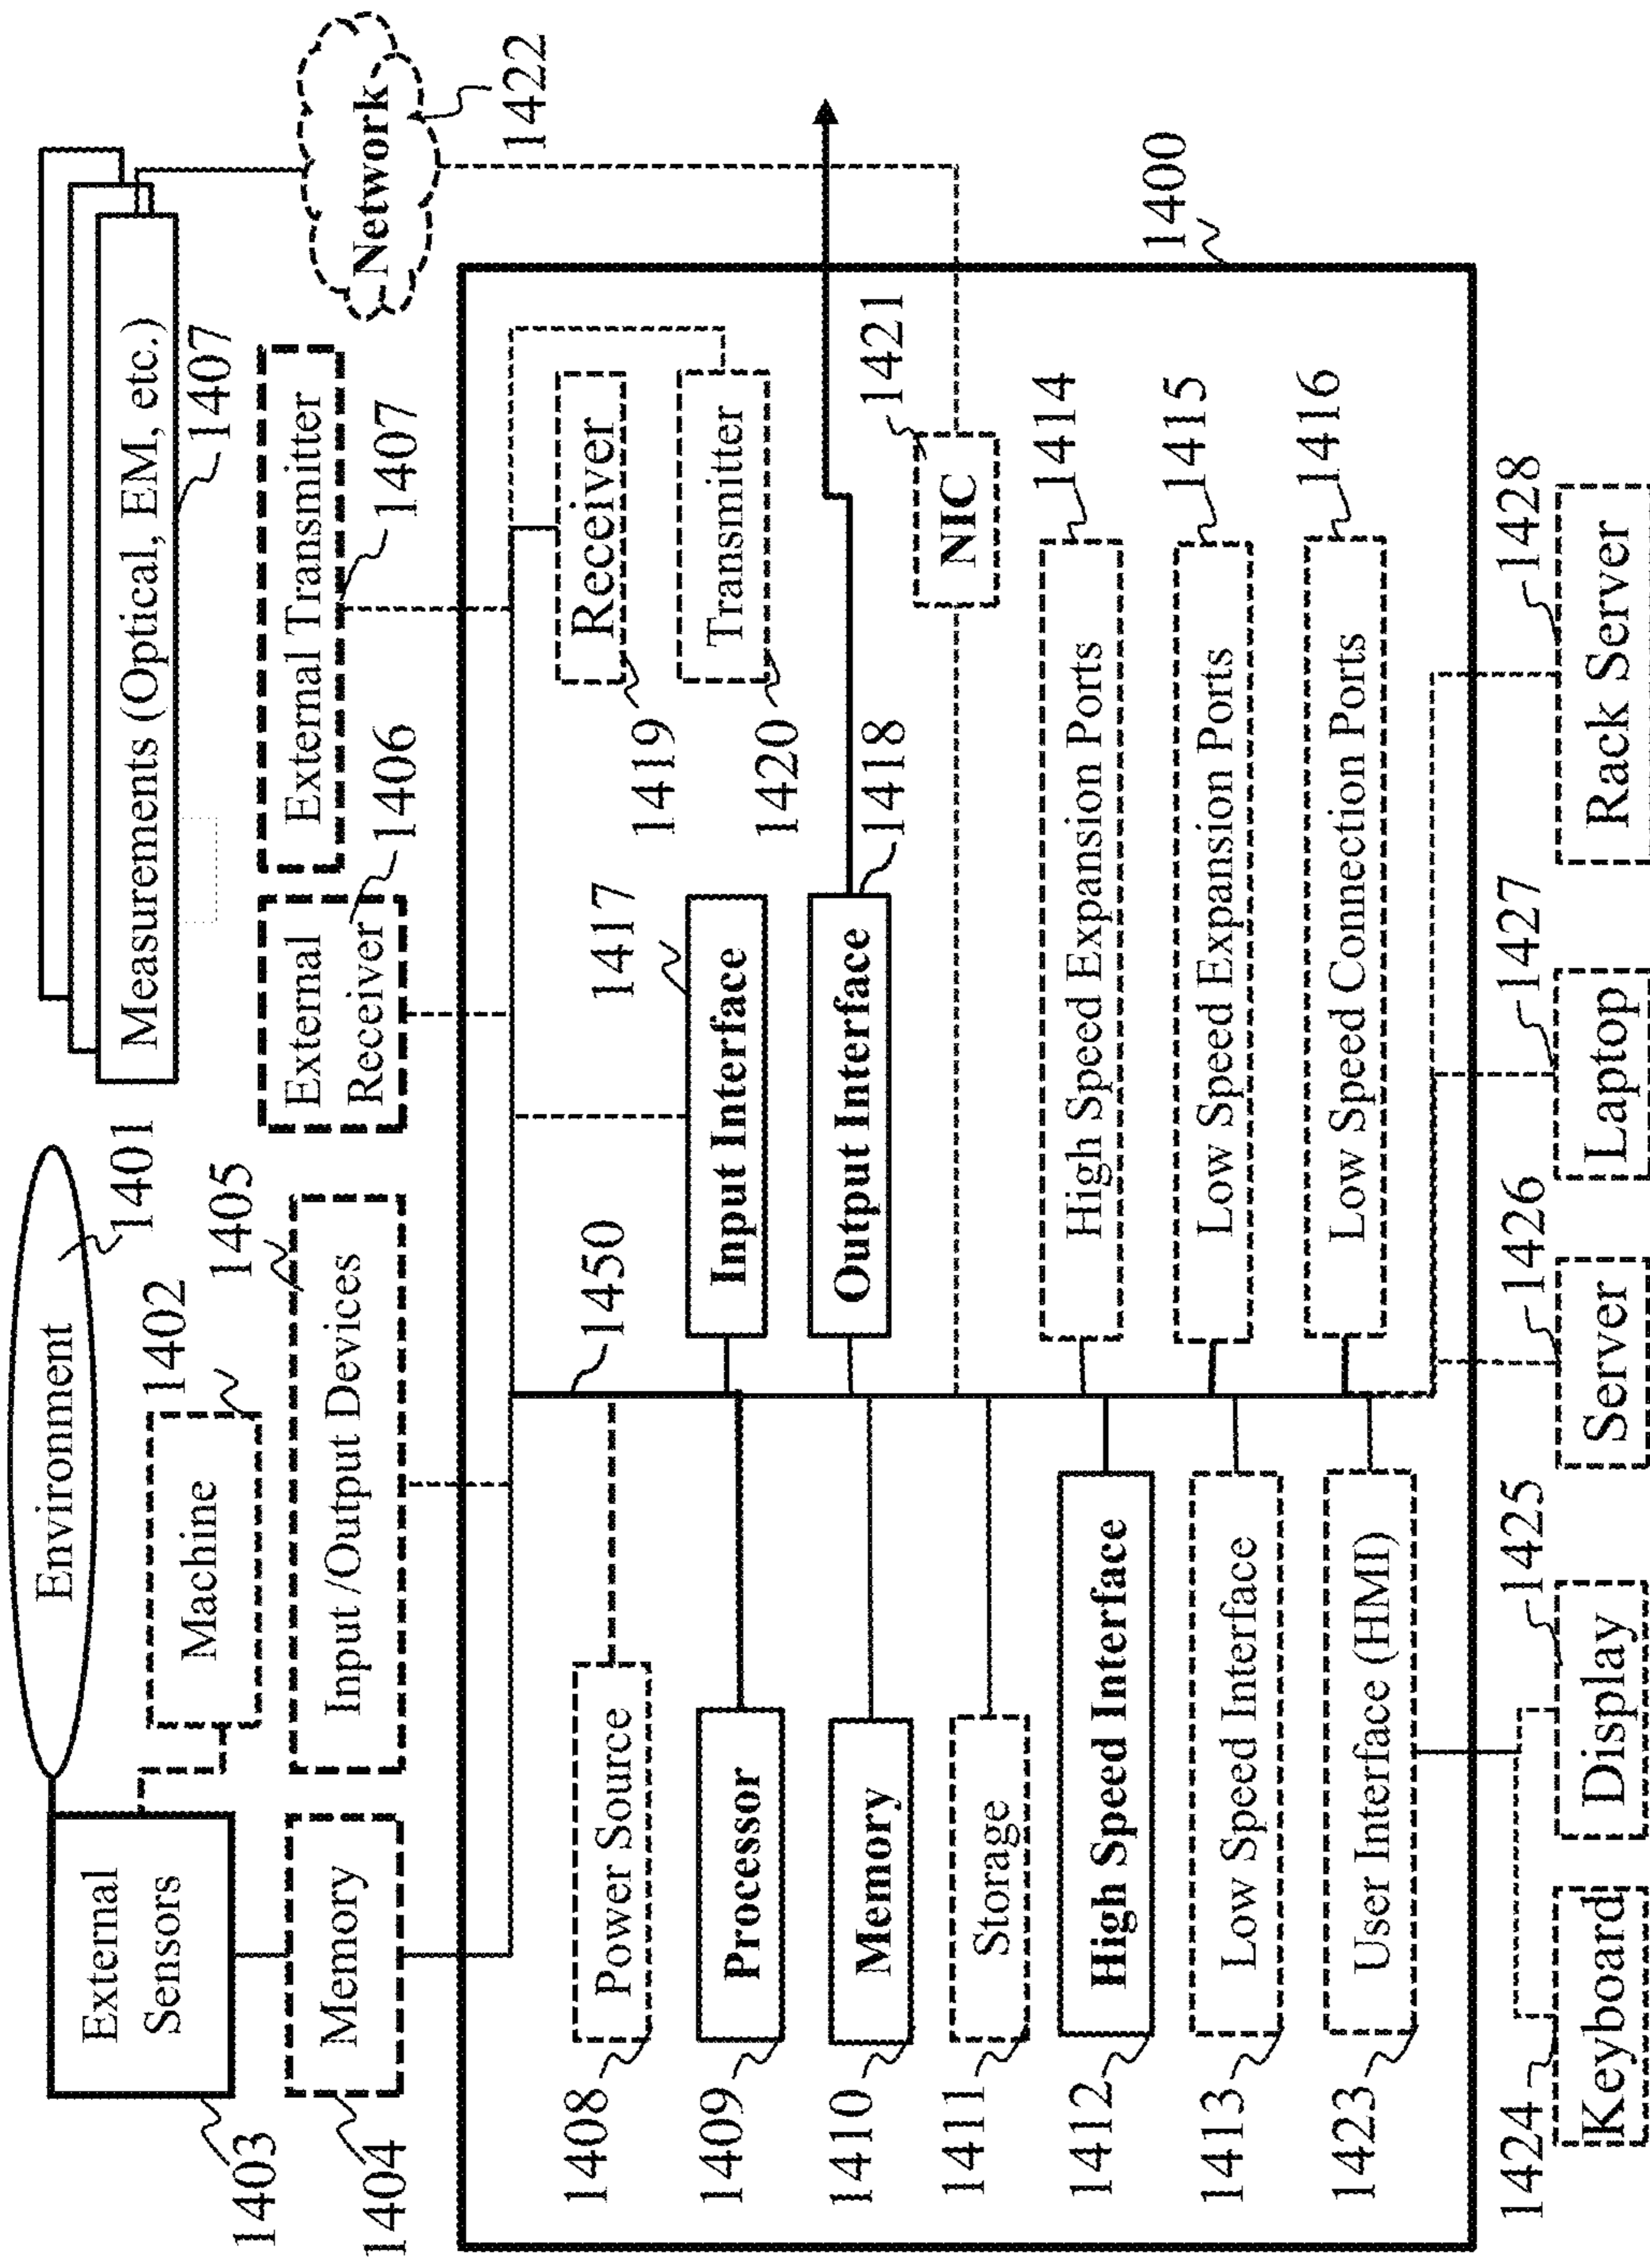 Environment
1401
Measurements (Optical, EM, etc.)
1407
External
Sensors
1403
Machine
1402
1405
Input /Output Devices
Memory
1404
External
Receiver
1406
External Transmitter
1407
Network
1422
1400
1450
Power Source
1408
Processor
1409
Memory
1410
Storage
1411
High Speed Interface
1412
Low Speed Interface
1413
User Interface (HMI)
1423
Input Interface
1417
Output Interface
1418
Receiver
1419
Transmitter
1420
NIC
1421
High Speed Expansion Ports
1414
Low Speed Expansion Ports
1415
Low Speed Connection Ports
1416
1424
Keyboard
1425
Display
1426
Server
1427
Laptop
1428
Rack Server